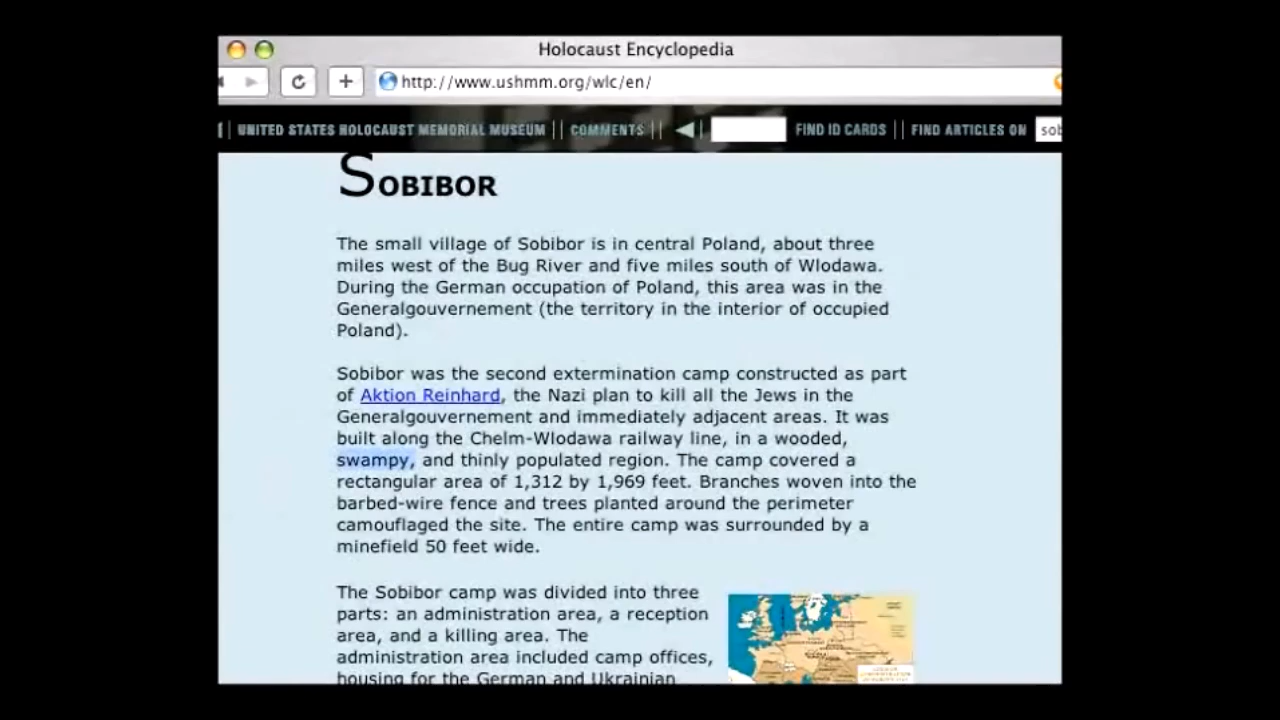 Holocaust Encyclopedia
http://www.ushmm.org/wlc/en/
UNITED STATES HOLOCAUST MEMORIAL MUSEUM || COMMENTS || FIND ID CARDS || FIND ARTICLES ON sob
SOBIBOR
The small village of Sobibor is in central Poland, about three
miles west of the Bug River and five miles south of Wlodawa.
During the German occupation of Poland, this area was in the
Generalgouvernement (the territory in the interior of occupied
Poland).
Sobibor was the second extermination camp constructed as part
of Aktion Reinhard, the Nazi plan to kill all the Jews in the
Generalgouvernement and immediately adjacent areas. It was
built along the Chelm-Wlodawa railway line, in a wooded,
swampy, and thinly populated region. The camp covered a
rectangular area of 1,312 by 1,969 feet. Branches woven into the
barbed-wire fence and trees planted around the perimeter
camouflaged the site. The entire camp was surrounded by a
minefield 50 feet wide.
The Sobibor camp was divided into three
parts: an administration area, a reception
area, and a killing area. The
administration area included camp offices,
housing for the German and Ukrainian